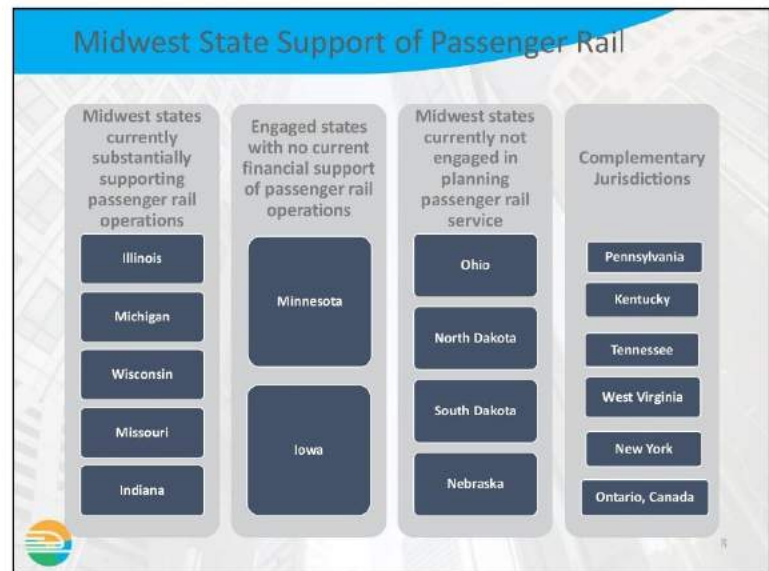 Midwest State Support of Passenger Rail
Midwest states
currently
substantially
supporting
passenger rail
operations
Illinois
Michigan
Wisconsin
Missouri
Indiana
Engaged states
with no current
financial support
of passenger rail
operations
Minnesota
Iowa
Midwest states
currently not
engaged in
planning
passenger rail
service
Ohio
North Dakota
South Dakota
Nebraska
Complementary
Jurisdictions
Pennsylvania
Kentucky
Tennessee
West Virginia
New York
Ontario, Canada